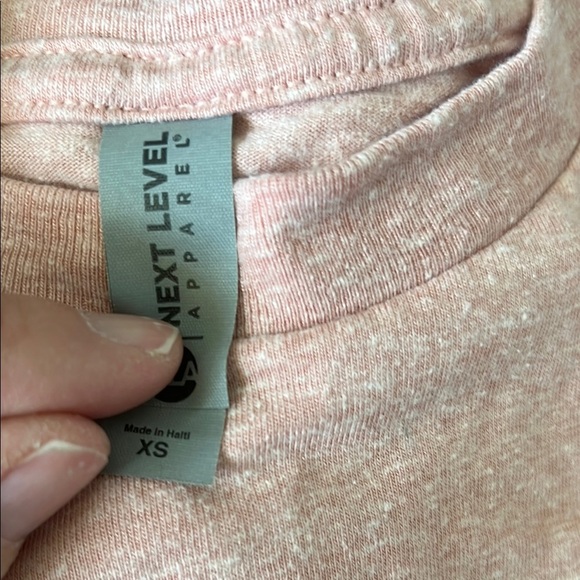 NEXT LEVEL
APPAREL®
Made in Haiti
XS